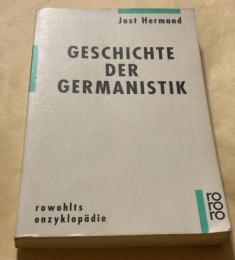 Jost Hermand
GESCHICHTE
DER
GERMANISTIK
rowohlts
enzyklopädie
ro
ro
ro